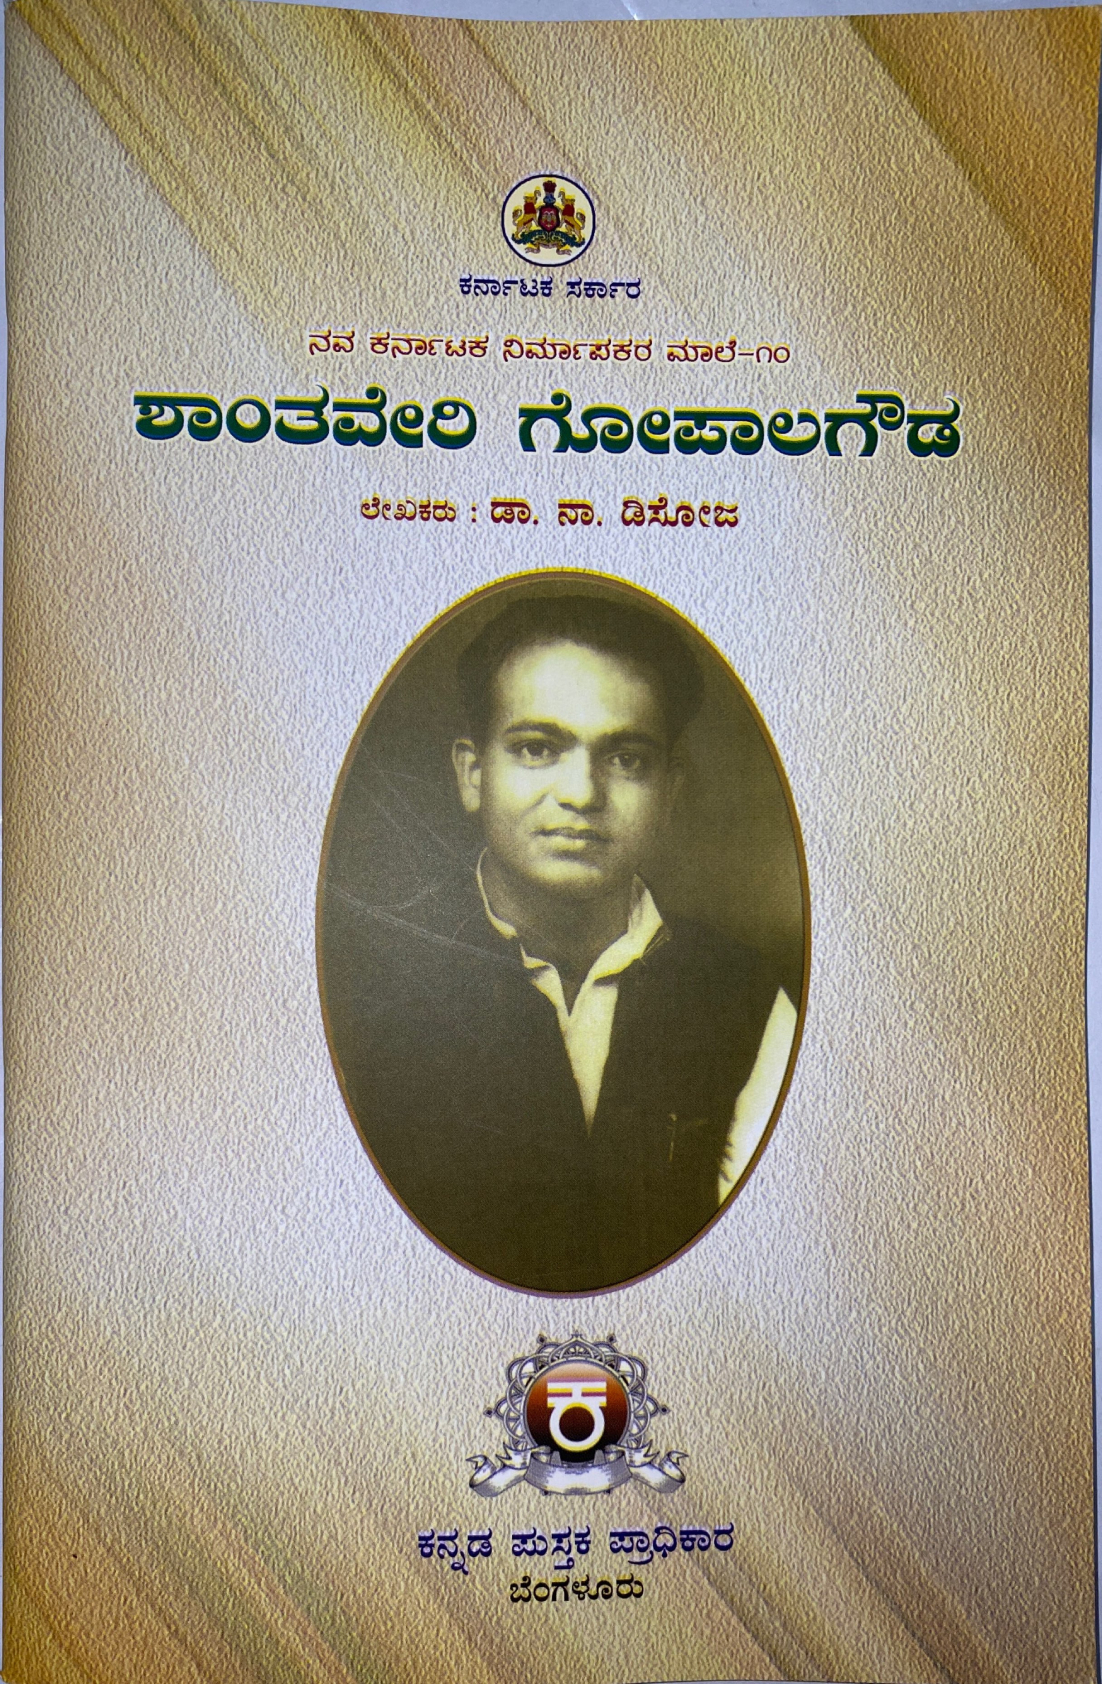 ಕರ್ನಾಟಕ ಸರ್ಕಾರ
ನವ ಕರ್ನಾಟಕ ನಿರ್ಮಾಪಕರ ಮಾಲೆ-೧೦
ಶಾಂತವೇರಿ ಗೋಪಾಲಗೌಡ
ಲೇಖಕರು : ಡಾ. ನಾ. ಡಿಸೋಜ
ಕ
ಕನ್ನಡ ಪುಸ್ತಕ ಪ್ರಾಧಿಕಾರ
ಬೆಂಗಳೂರು